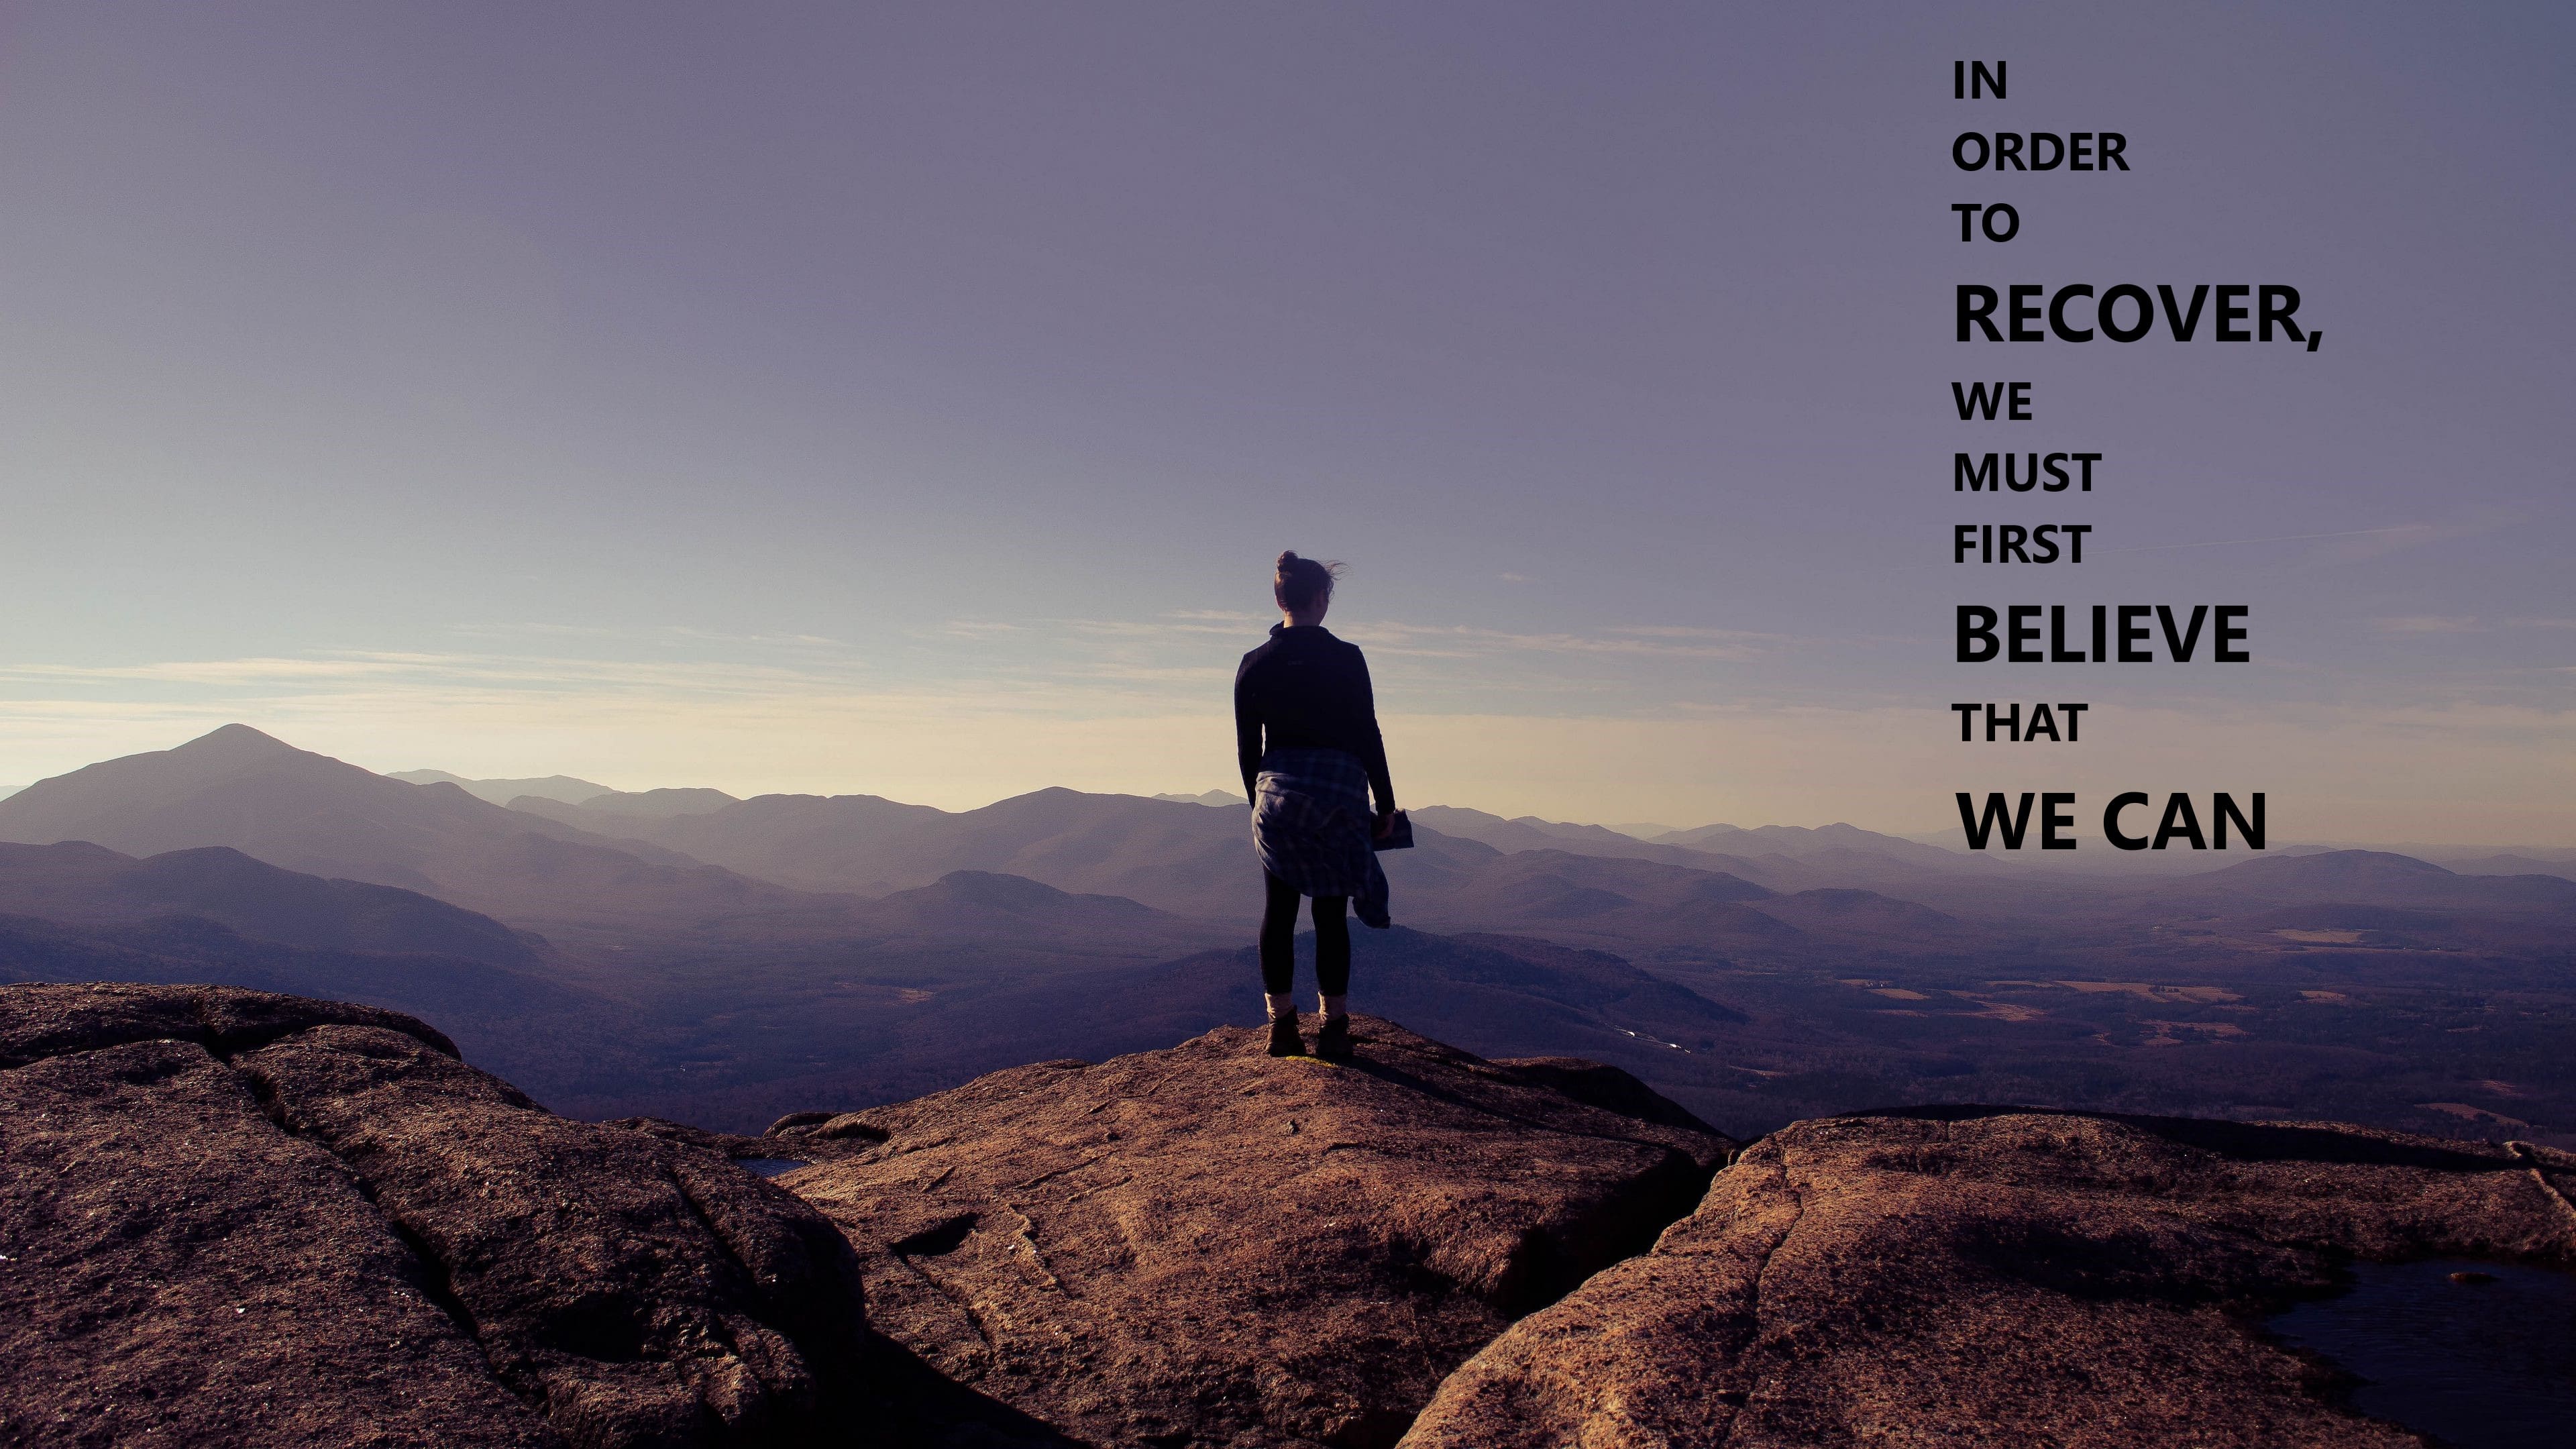 IN
ORDER
TO
RECOVER,
WE
MUST
FIRST
BELIEVE
THAT
WE CAN